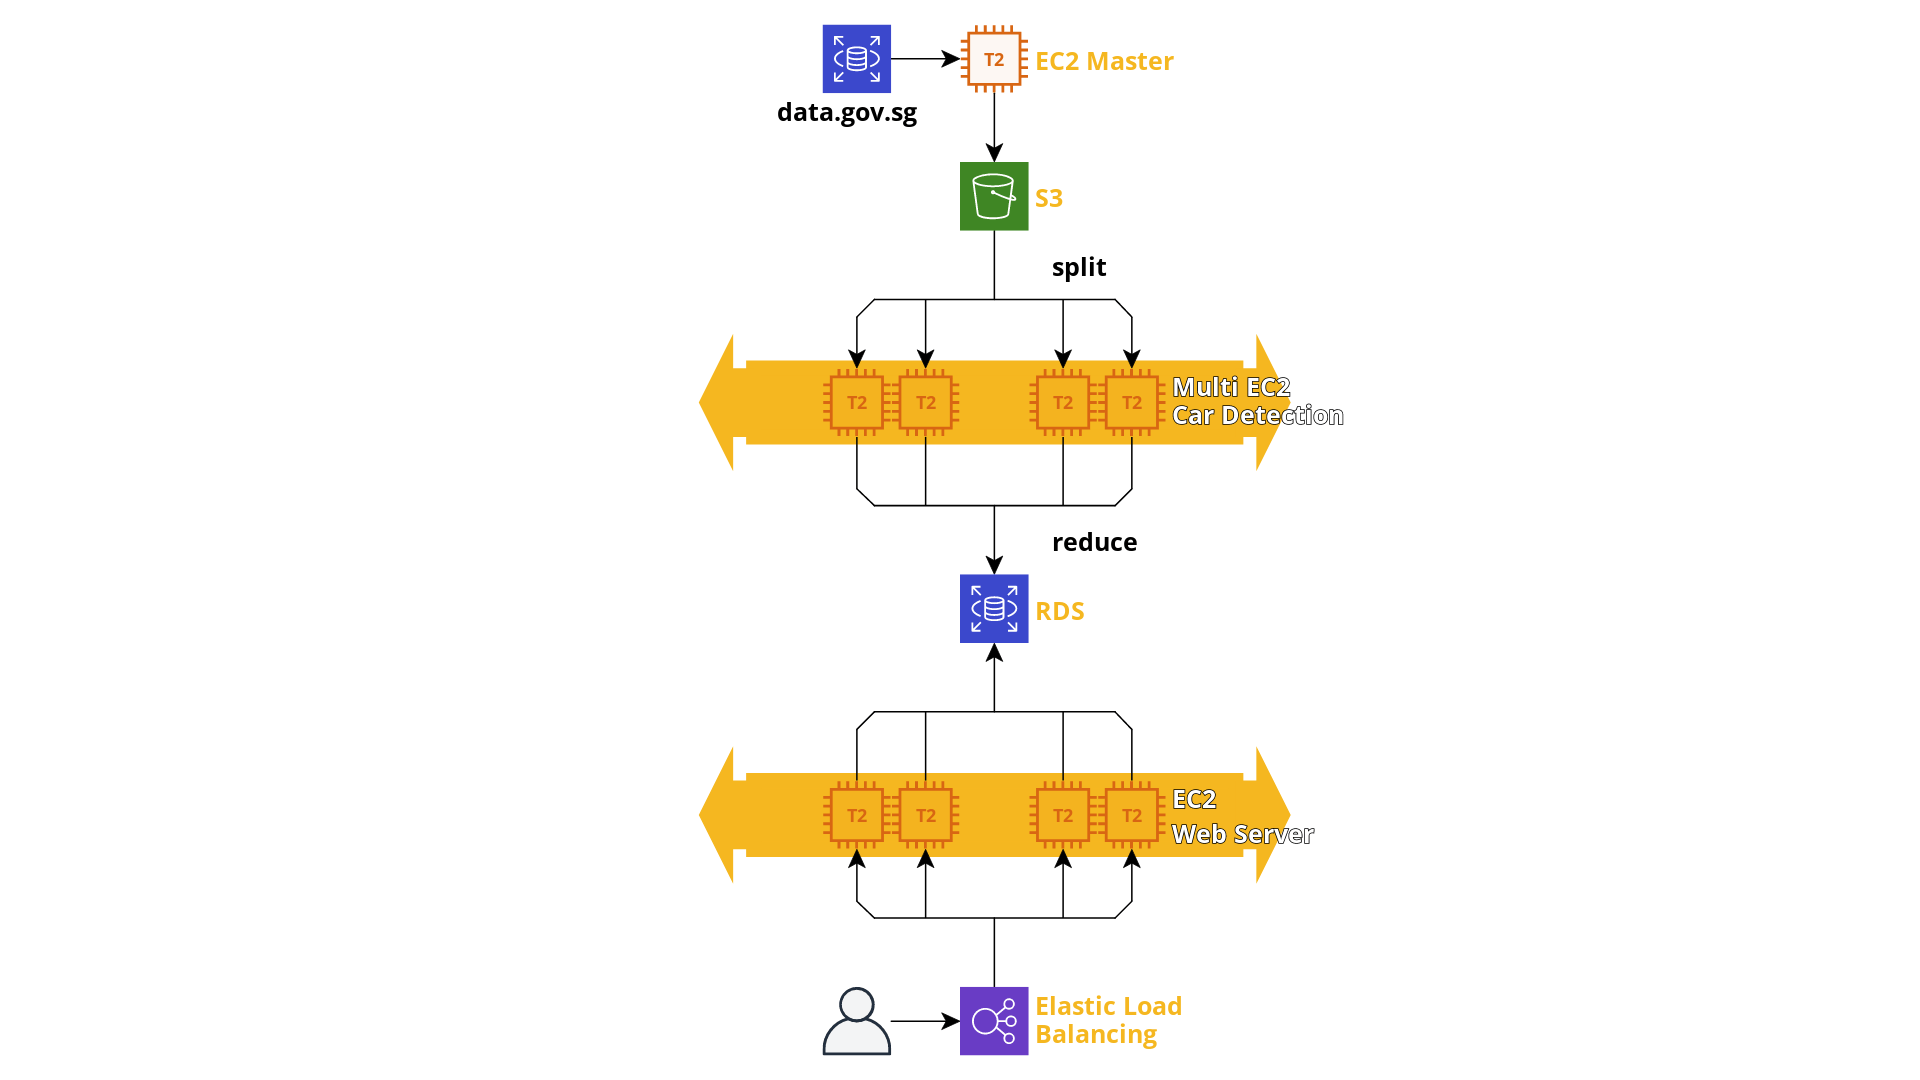 T2
EC2 Master
data.gov.sg
S3
split
T2 T2 T2 T2
Multi EC2
Car Detection
reduce
RDS
T2 T2 T2 T2
EC2
Web Server
Elastic Load
Balancing